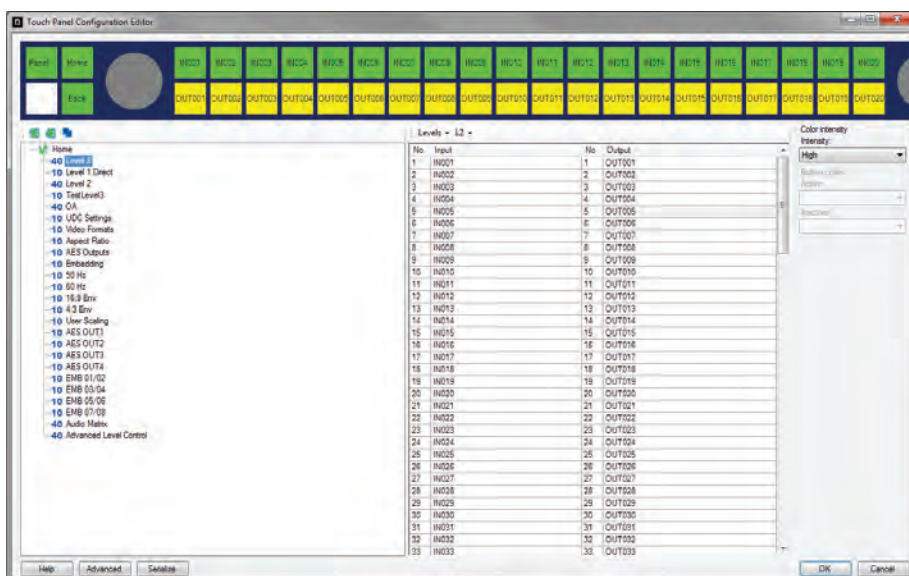 Touch Panel Configuration Editor
Panel Home IN001 IN002 IN003 IN004 IN005 IN006 IN007 IN008 IN009 IN010 IN011 IN012 IN013 IN014 IN015 IN016 IN017 IN018 IN019 IN020
Back OUT001 OUT002 OUT003 OUT004 OUT005 OUT006 OUT007 OUT008 OUT009 OUT010 OUT011 OUT012 OUT013 OUT014 OUT015 OUT016 OUT017 OUT018 OUT019 OUT020
Home
40 Level
10 Level 1 Direct
40 Level 2
10 TestLevel3
40 OA
10 UDC Settings
10 Video Formats
10 Aspect Ratio
10 AES Outputs
10 Embedding
10 50 Hz
10 60 Hz
10 16:9 Env
10 4:3 Env
10 User Scaling
10 AES OUT1
10 AES OUT2
10 AES OUT3
10 AES OUT4
10 EMB 01/02
10 EMB 03/04
10 EMB 05/06
10 EMB 07/08
40 Audio Matrix
40 Advanced Level Control
Levels L2
No. Input No. Output
1 IN001 1 OUT001
2 IN002 2 OUT002
3 IN003 3 OUT003
4 IN004 4 OUT004
5 IN005 5 OUT005
6 IN006 6 OUT006
7 IN007 7 OUT007
8 IN008 8 OUT008
9 IN009 9 OUT009
10 IN010 10 OUT010
11 IN011 11 OUT011
12 IN012 12 OUT012
13 IN013 13 OUT013
14 IN014 14 OUT014
15 IN015 15 OUT015
16 IN016 16 OUT016
17 IN017 17 OUT017
18 IN018 18 OUT018
19 IN019 19 OUT019
20 IN020 20 OUT020
21 IN021 21 OUT021
22 IN022 22 OUT022
23 IN023 23 OUT023
24 IN024 24 OUT024
25 IN025 25 OUT025
26 IN026 26 OUT026
27 IN027 27 OUT027
28 IN028 28 OUT028
29 IN029 29 OUT029
30 IN030 30 OUT030
31 IN031 31 OUT031
32 IN032 32 OUT032
33 IN033 33 OUT033
Color intensity
Intensity:
High
Help Advanced Serialize
OK Cancel